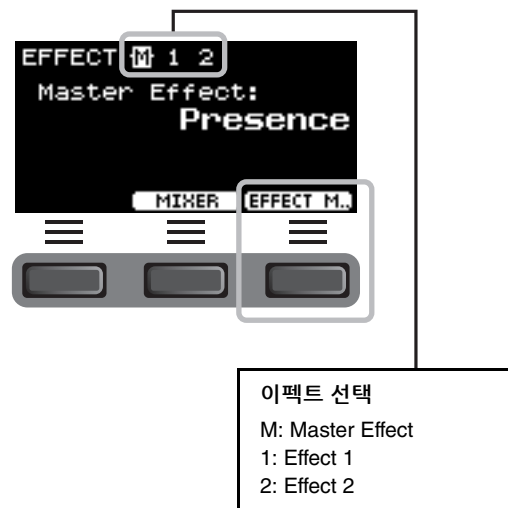 EFFECT M 1 2
Master Effect:
Presence
MIXER EFFECT M..
이펙트 선택
M: Master Effect
1: Effect 1
2: Effect 2